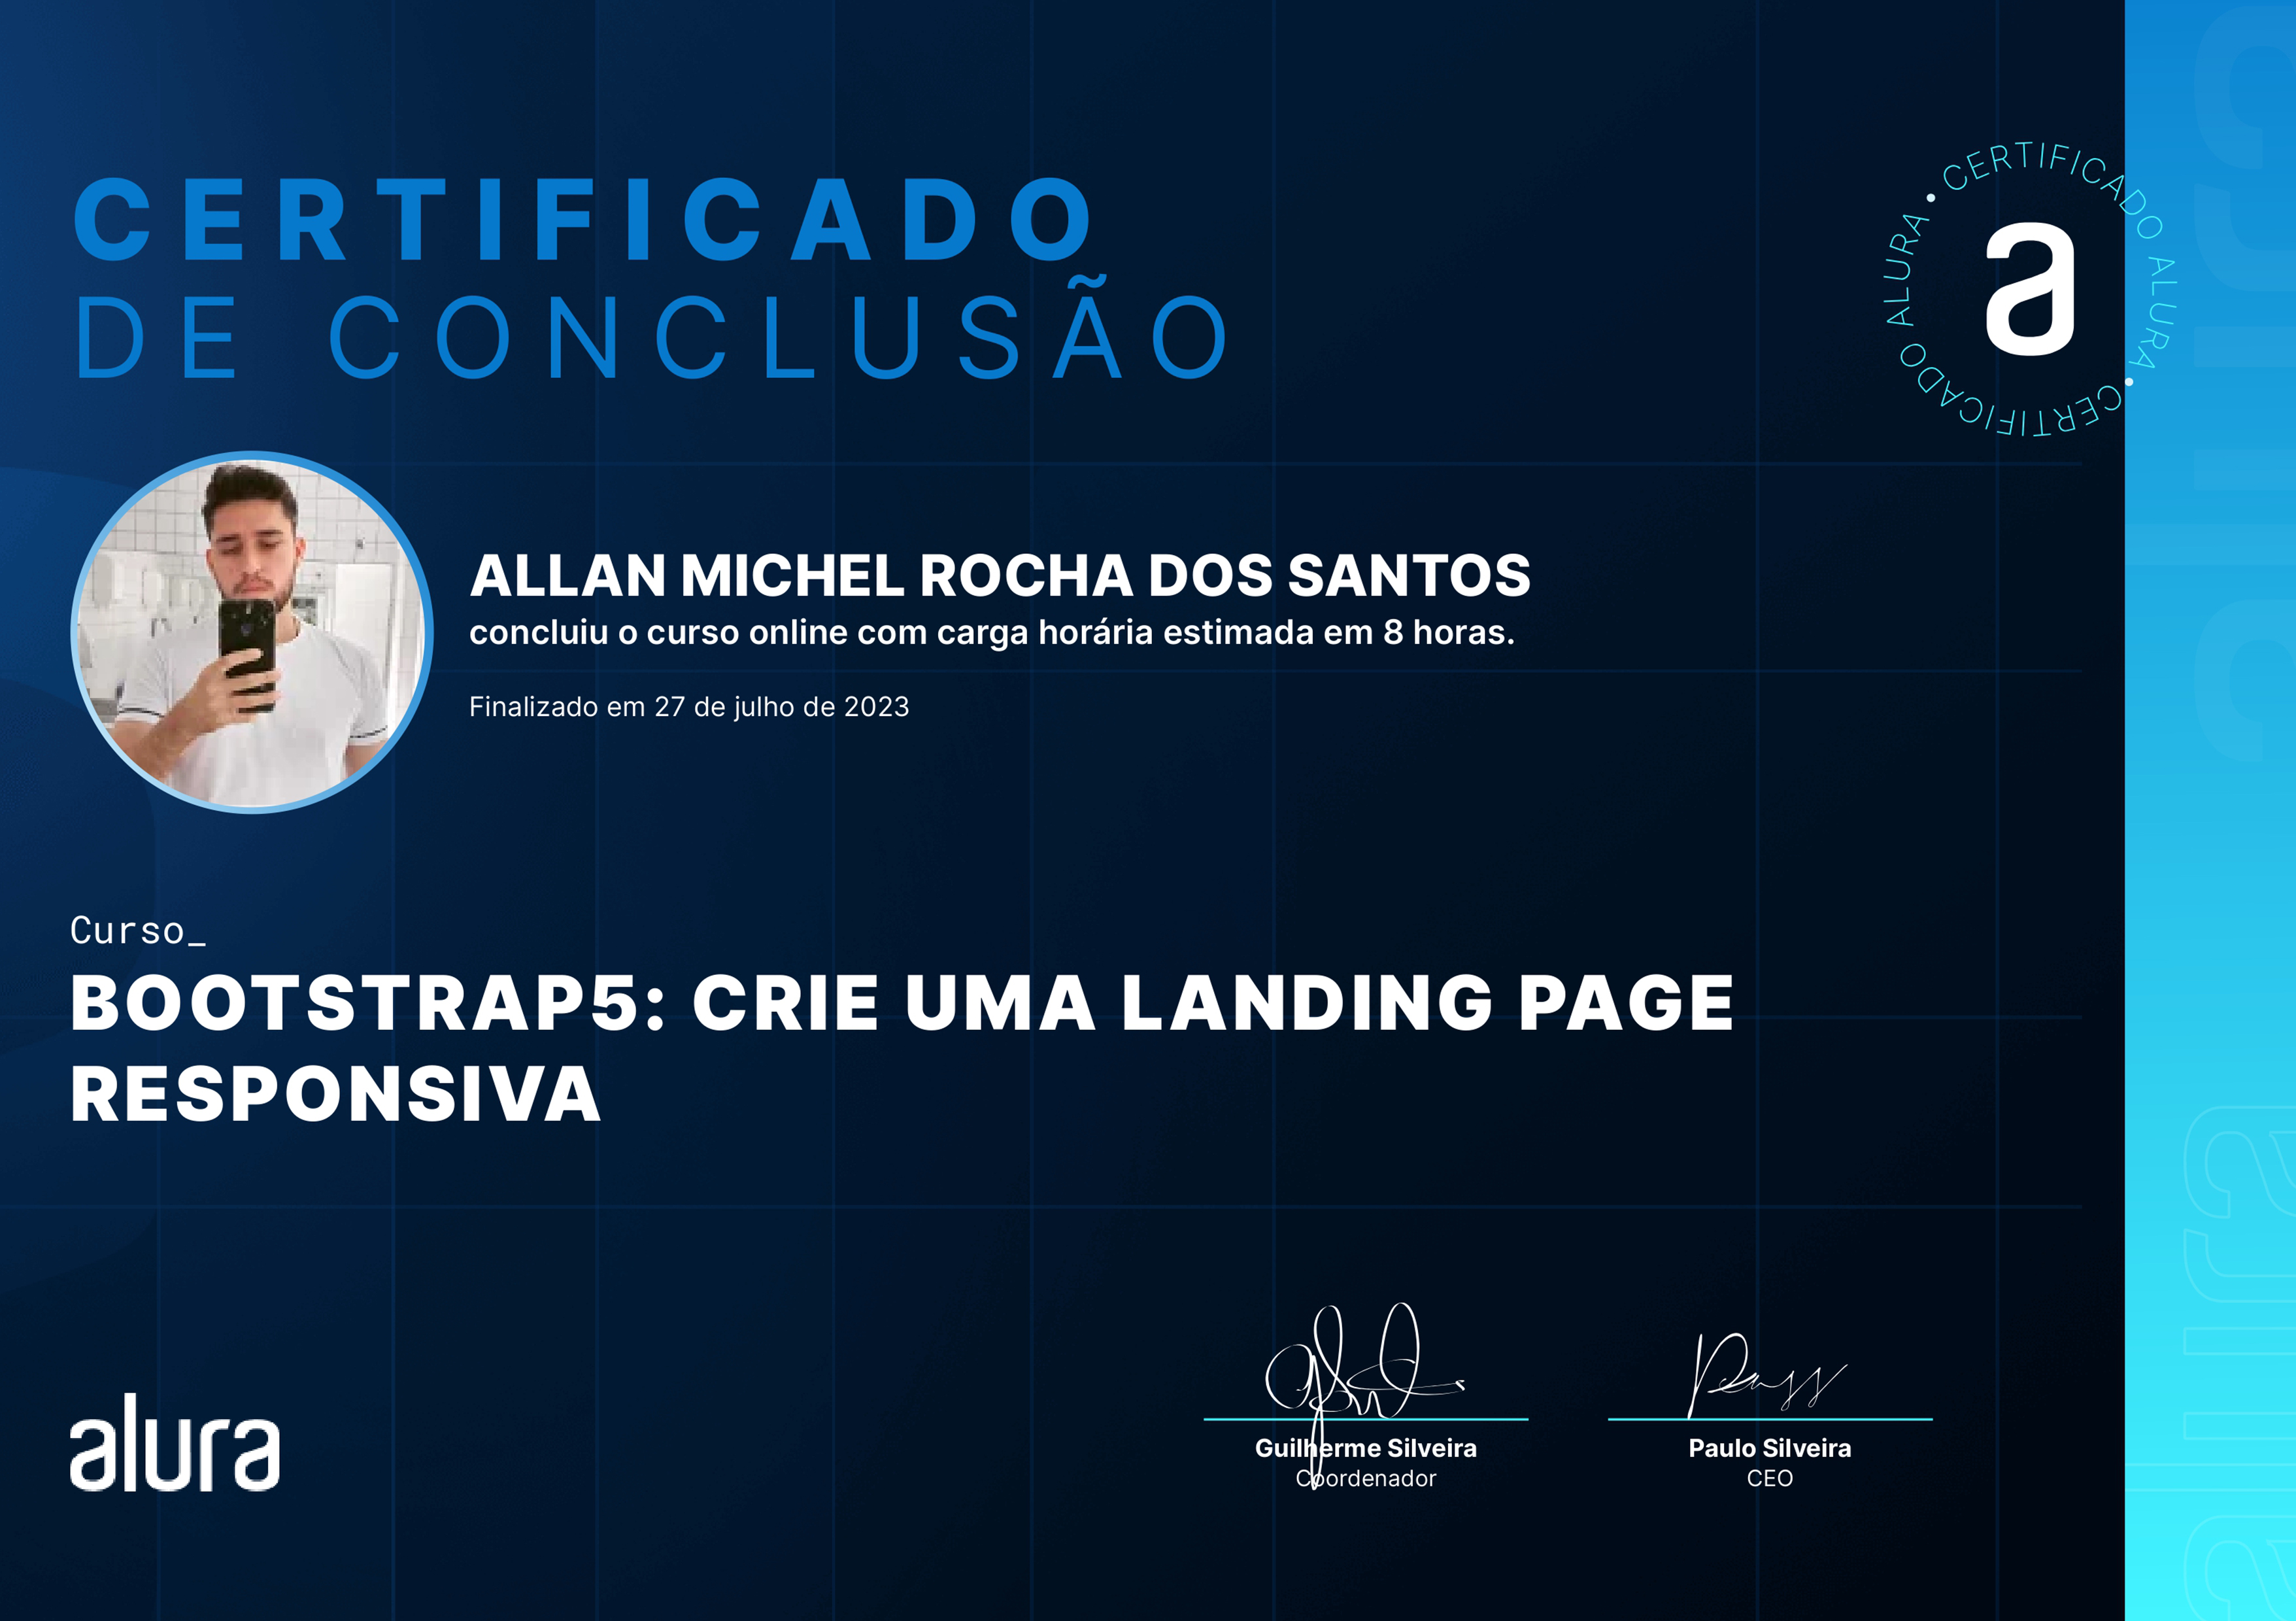 CERTIFICADO
DE CONCLUSÃO
CERTIFICADO ALURA • CERTIFICADO ALURA •
a
ALLAN MICHEL ROCHA DOS SANTOS
concluiu o curso online com carga horária estimada em 8 horas.
Finalizado em 27 de julho de 2023
Curso_
BOOTSTRAP5: CRIE UMA LANDING PAGE
RESPONSIVA
alura
Guilherme Silveira
Coordenador
Paulo Silveira
CEO
alura